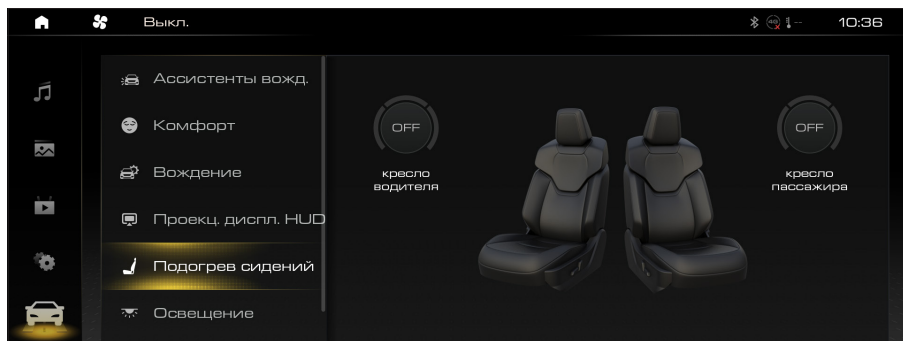 Выкл.
10:36
Ассистенты вожд.
Комфорт
Вождение
Проекц. диспл. HUD
Подогрев сидений
Освещение
OFF
кресло
водителя
OFF
кресло
пассажира